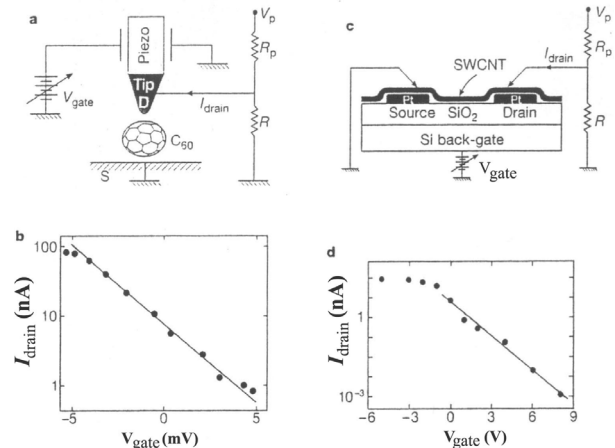 a
V_p
Piezo
R_p
Tip
D
I_drain
V_gate
C_60
R
S
c
V_p
R_p
SWCNT
I_drain
Pt
Pt
Source
SiO_2
Drain
R
Si back-gate
V_gate
b
100
10
1
I_drain (nA)
−5
0
5
V_gate (mV)
d
1
10^−3
I_drain (nA)
−6
−3
0
3
6
9
V_gate (V)